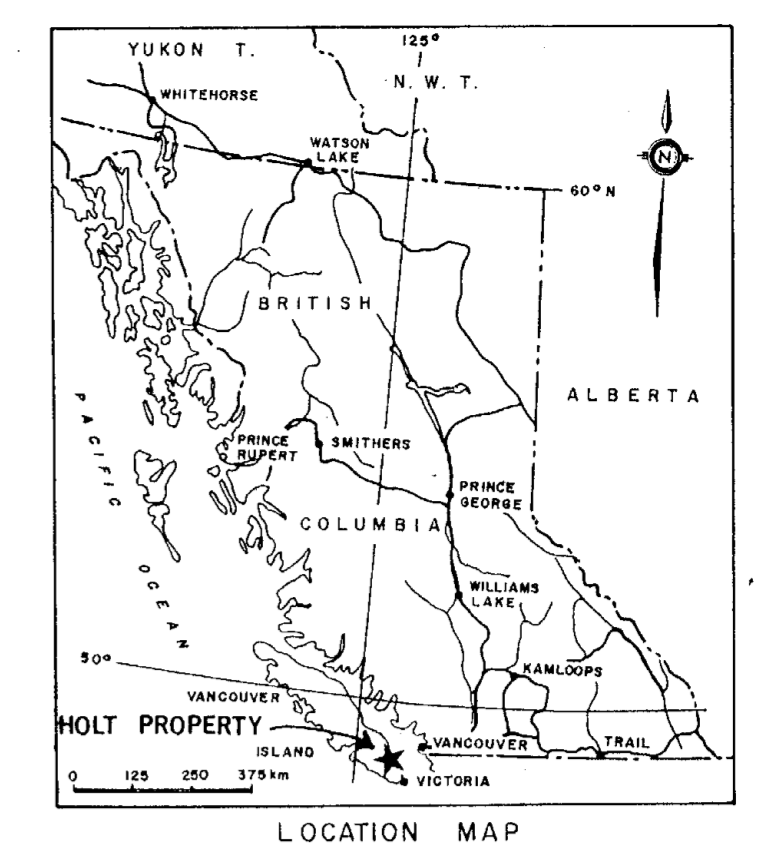 125°
YUKON T.
N. W. T.
WHITEHORSE
WATSON
LAKE
N
60° N
BRITISH
ALBERTA
PACIFIC
OCEAN
PRINCE
RUPERT
SMITHERS
PRINCE
GEORGE
COLUMBIA
WILLIAMS
LAKE
50°
KAMLOOPS
VANCOUVER
HOLT PROPERTY
ISLAND
VANCOUVER
TRAIL
VICTORIA
0 125 250 375 km
LOCATION MAP